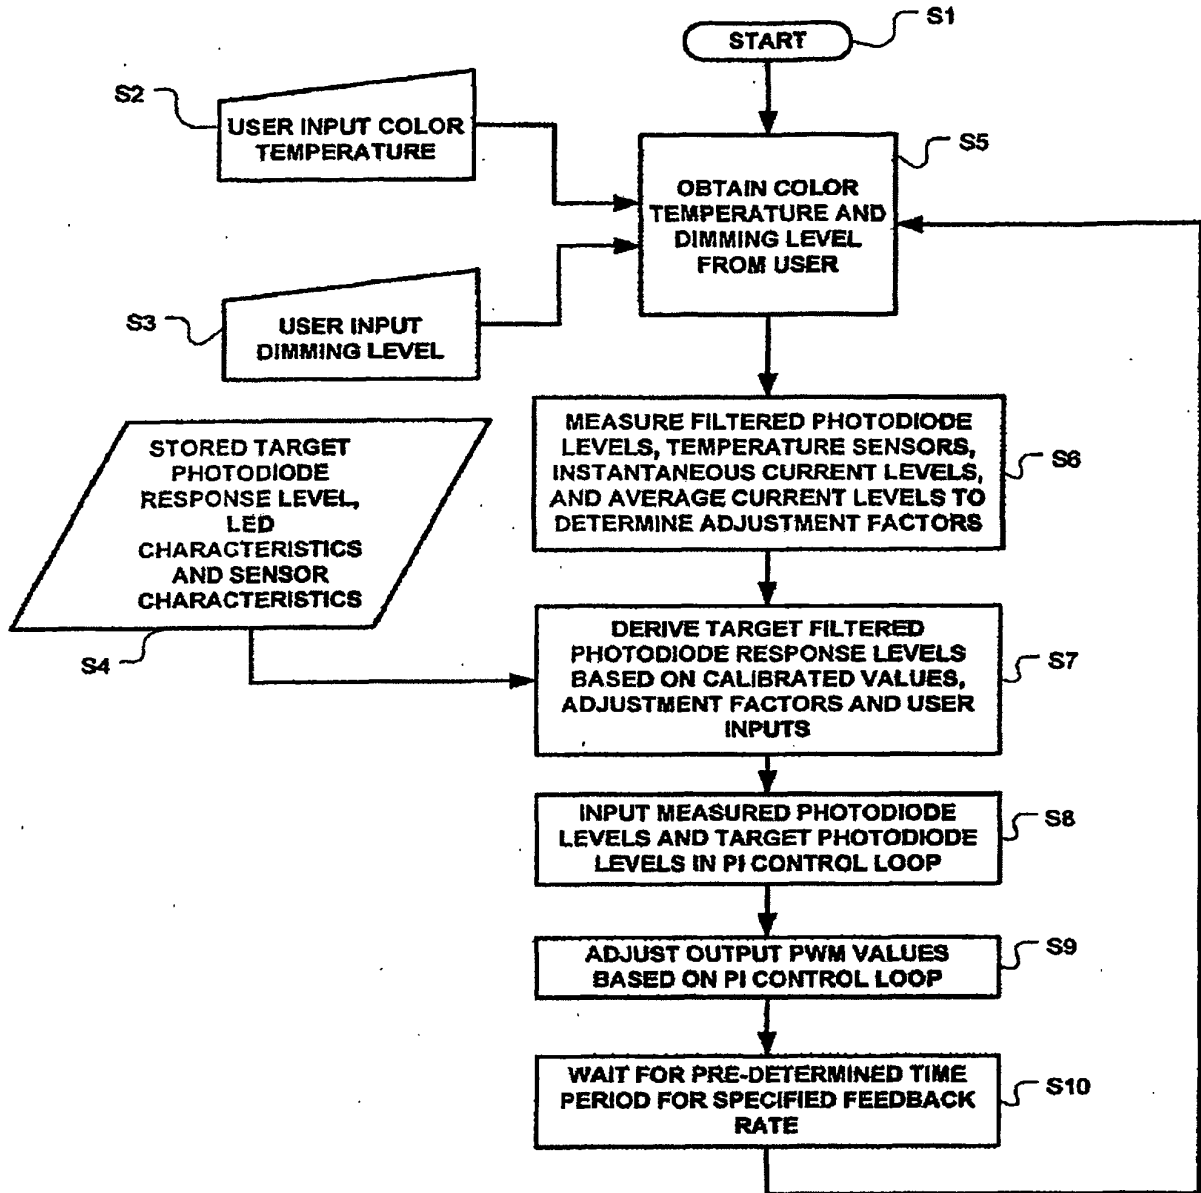 START
S1
S2
USER INPUT COLOR
TEMPERATURE
S5
OBTAIN COLOR
TEMPERATURE AND
DIMMING LEVEL
FROM USER
S3
USER INPUT
DIMMING LEVEL
MEASURE FILTERED PHOTODIODE
LEVELS, TEMPERATURE SENSORS,
INSTANTANEOUS CURRENT LEVELS,
AND AVERAGE CURRENT LEVELS TO
DETERMINE ADJUSTMENT FACTORS
S6
STORED TARGET
PHOTODIODE
RESPONSE LEVEL,
LED
CHARACTERISTICS
AND SENSOR
CHARACTERISTICS
S4
DERIVE TARGET FILTERED
PHOTODIODE RESPONSE LEVELS
BASED ON CALIBRATED VALUES,
ADJUSTMENT FACTORS AND USER
INPUTS
S7
INPUT MEASURED PHOTODIODE
LEVELS AND TARGET PHOTODIODE
LEVELS IN PI CONTROL LOOP
S8
ADJUST OUTPUT PWM VALUES
BASED ON PI CONTROL LOOP
S9
WAIT FOR PRE-DETERMINED TIME
PERIOD FOR SPECIFIED FEEDBACK
RATE
S10